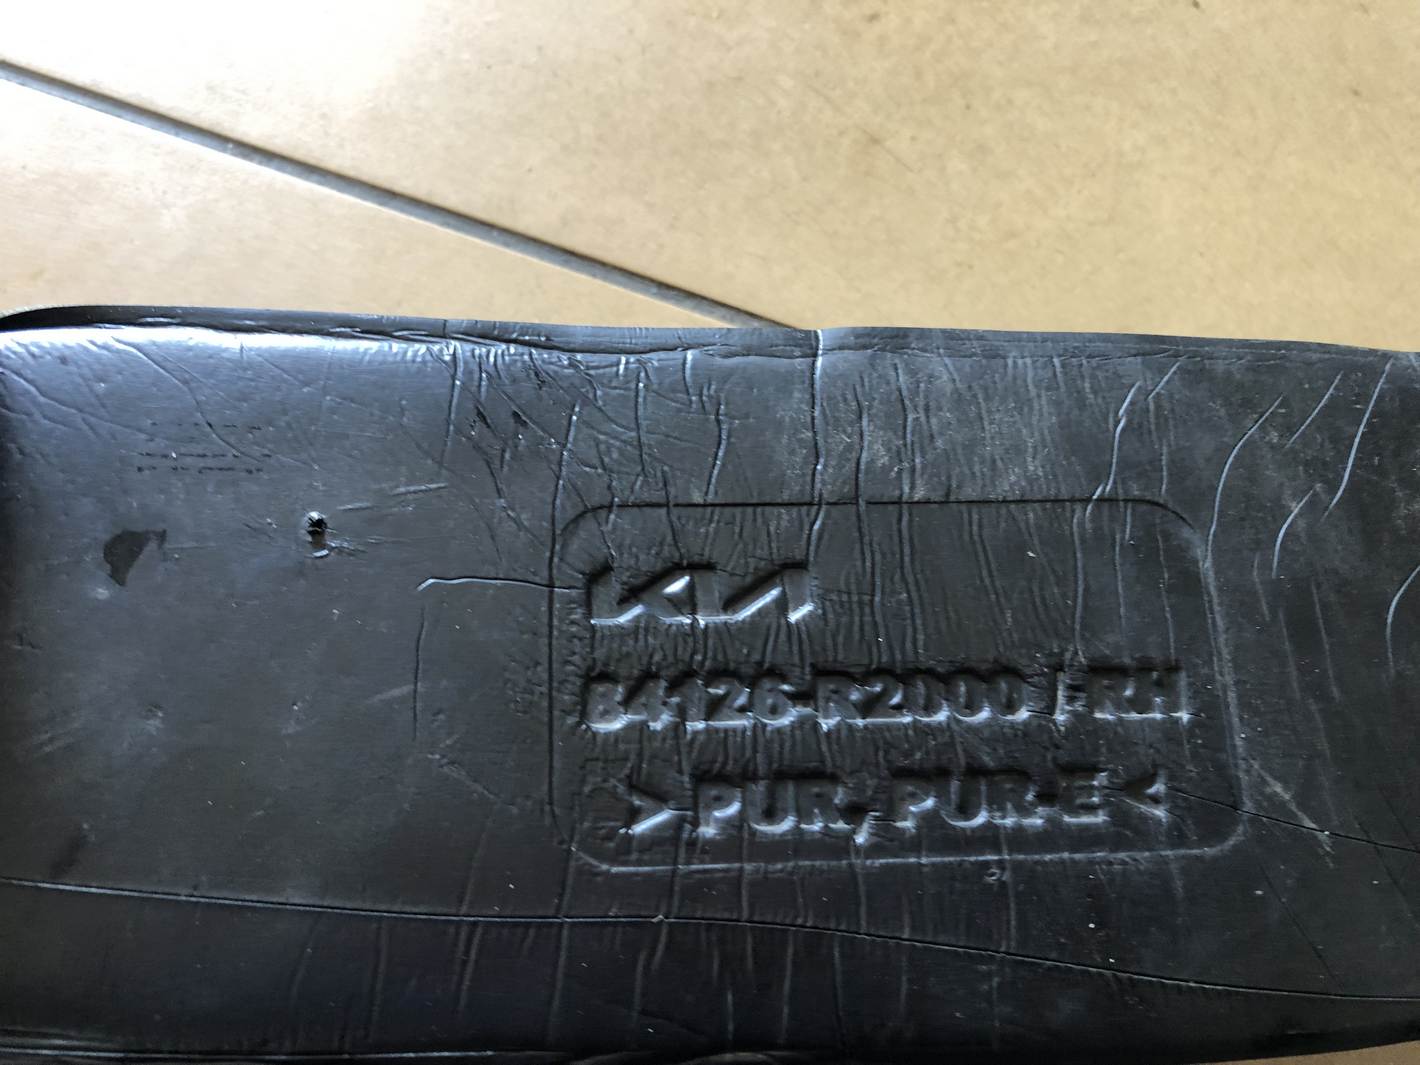 KIA
84126-R2000 FRH
>PUR, PUR-E<